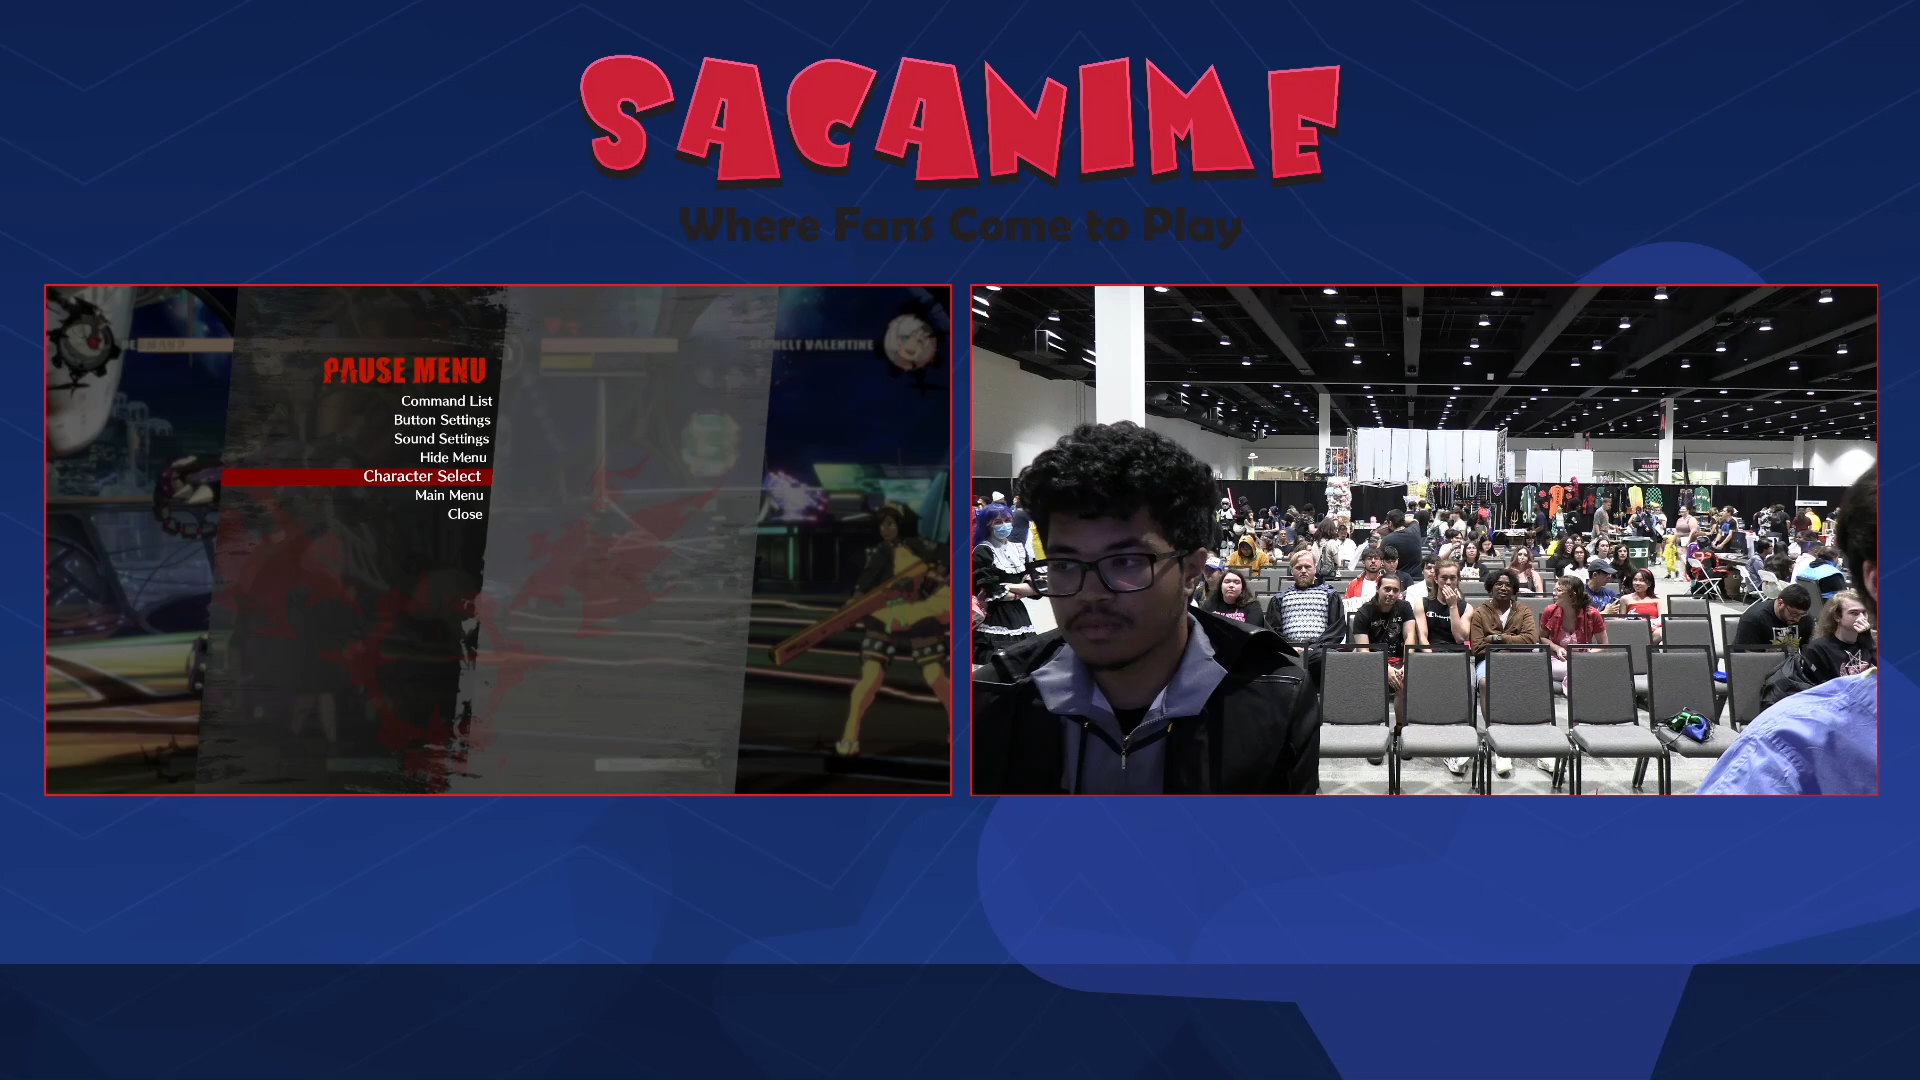 SACANIME
Where Fans Come to Play
VALENTINE
PAUSE MENU
Command List
Button Settings
Sound Settings
Hide Menu
Character Select
Main Menu
Close